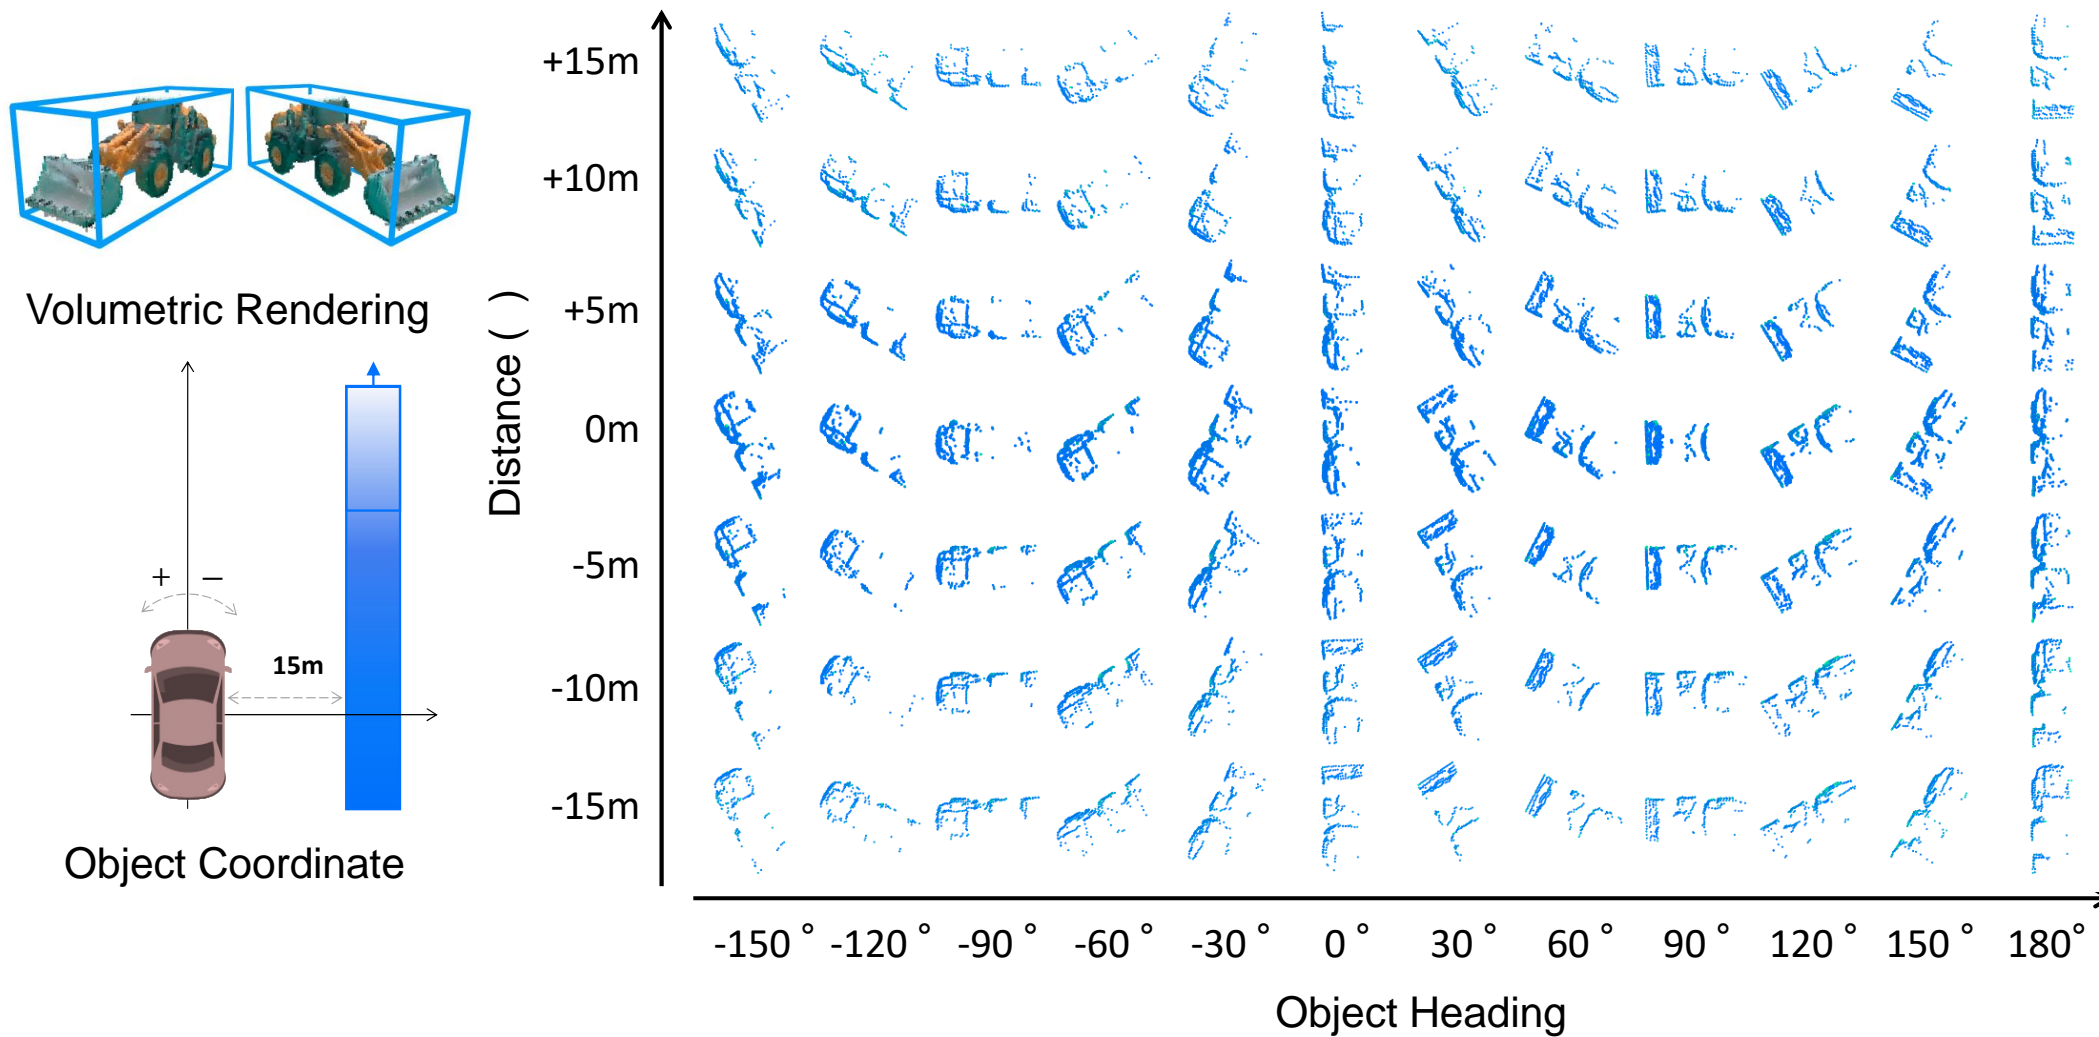 Volumetric Rendering
+ −
15m
Object Coordinate
Distance ( )
+15m
+10m
+5m
0m
-5m
-10m
-15m
-150 ° -120 ° -90 ° -60 ° -30 ° 0 ° 30 ° 60 ° 90 ° 120 ° 150 ° 180°
Object Heading